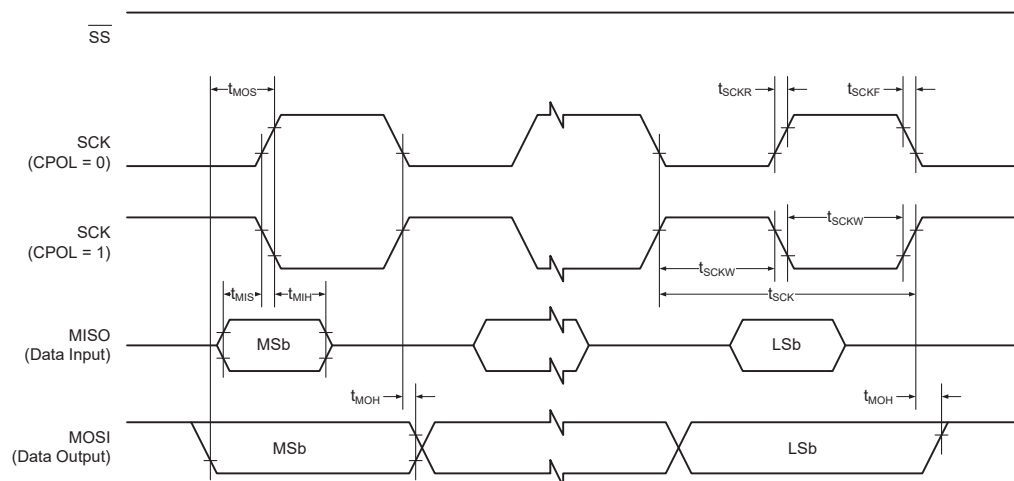 SS
tMOS
tSCKR
tSCKF
SCK
(CPOL = 0)
SCK
(CPOL = 1)
tSCKW
tSCKW
tMIS
tMIH
tSCK
MISO
(Data Input)
MSb
LSb
tMOH
tMOH
MOSI
(Data Output)
MSb
LSb